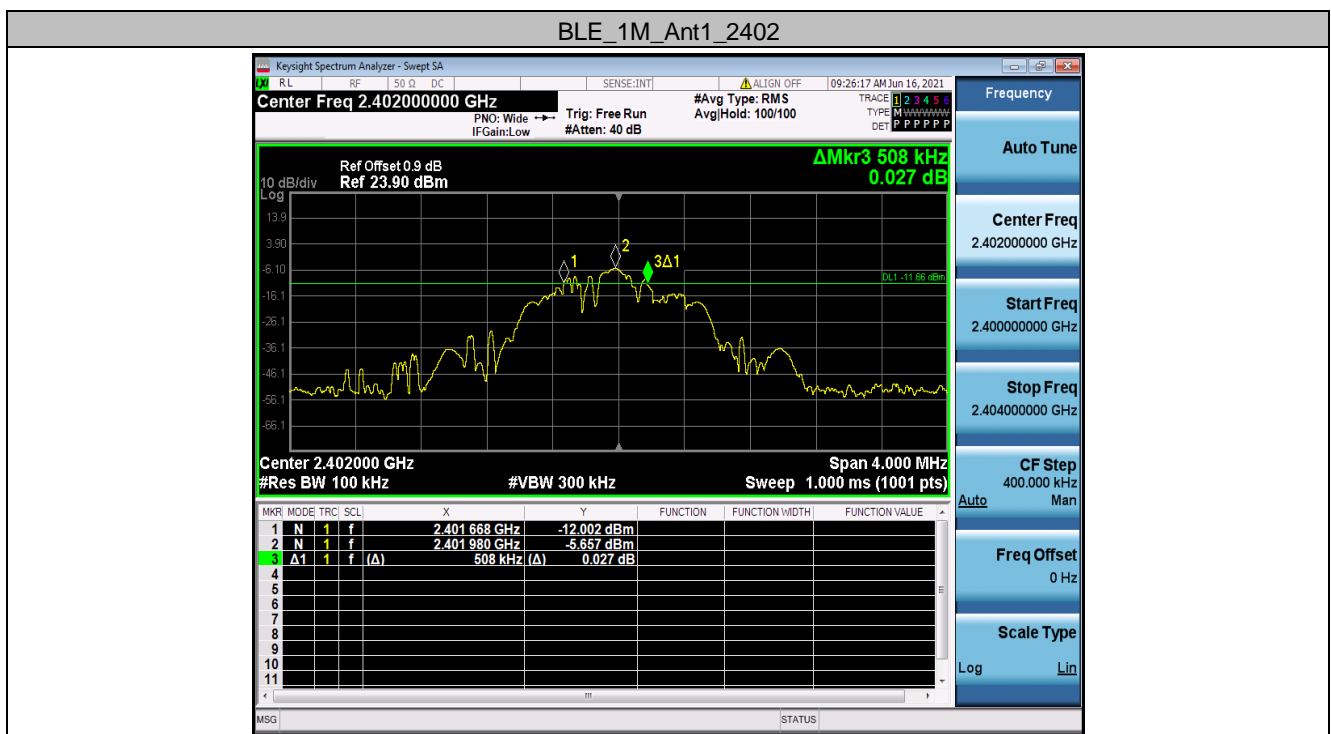 BLE_1M_Ant1_2402
Keysight Spectrum Analyzer - Swept SA
RL RF 50 Ω DC SENSE:INT ALIGN OFF 09:26:17 AM Jun 16, 2021
Center Freq 2.402000000 GHz
PNO: Wide
IFGain:Low
Trig: Free Run
#Atten: 40 dB
#Avg Type: RMS
Avg|Hold: 100/100
TRACE 1 2 3 4 5 6
TYPE M WWWWW
DET P P P P P P
ΔMkr3 508 kHz
0.027 dB
Ref Offset 0.9 dB
Ref 23.90 dBm
10 dB/div
Log
13.9
3.90
-6.10
-16.1
-26.1
-36.1
-46.1
-56.1
-66.1
1
2
3Δ1
DL1 -11.66 dBm
Center 2.402000 GHz Span 4.000 MHz
#Res BW 100 kHz #VBW 300 kHz Sweep 1.000 ms (1001 pts)
MKR MODE TRC SCL X Y FUNCTION FUNCTION WIDTH FUNCTION VALUE
1 N 1 f 2.401 668 GHz -12.002 dBm
2 N 1 f 2.401 980 GHz -5.657 dBm
3 Δ1 1 f (Δ) 508 kHz (Δ) 0.027 dB
4
5
6
7
8
9
10
11
MSG STATUS
Frequency
Auto Tune
Center Freq
2.402000000 GHz
Start Freq
2.400000000 GHz
Stop Freq
2.404000000 GHz
CF Step
400.000 kHz
Auto Man
Freq Offset
0 Hz
Scale Type
Log Lin